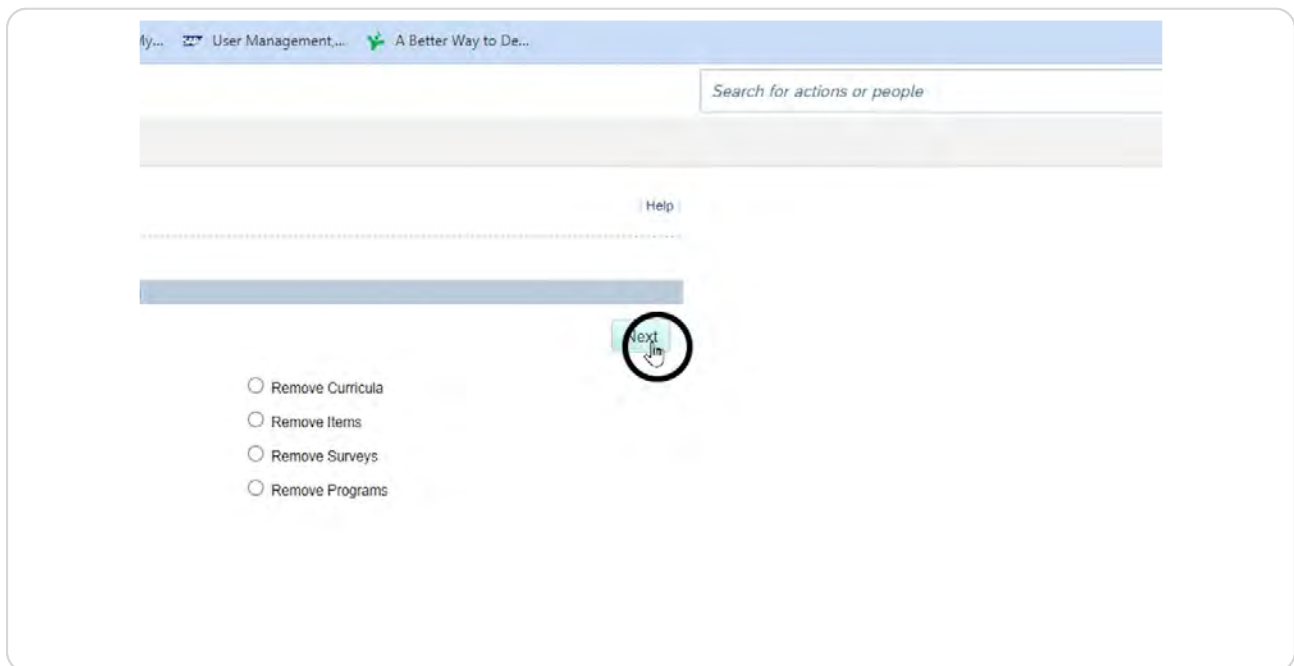 My... User Management,... A Better Way to De...
Search for actions or people
Help
Next
Remove Curricula
Remove Items
Remove Surveys
Remove Programs